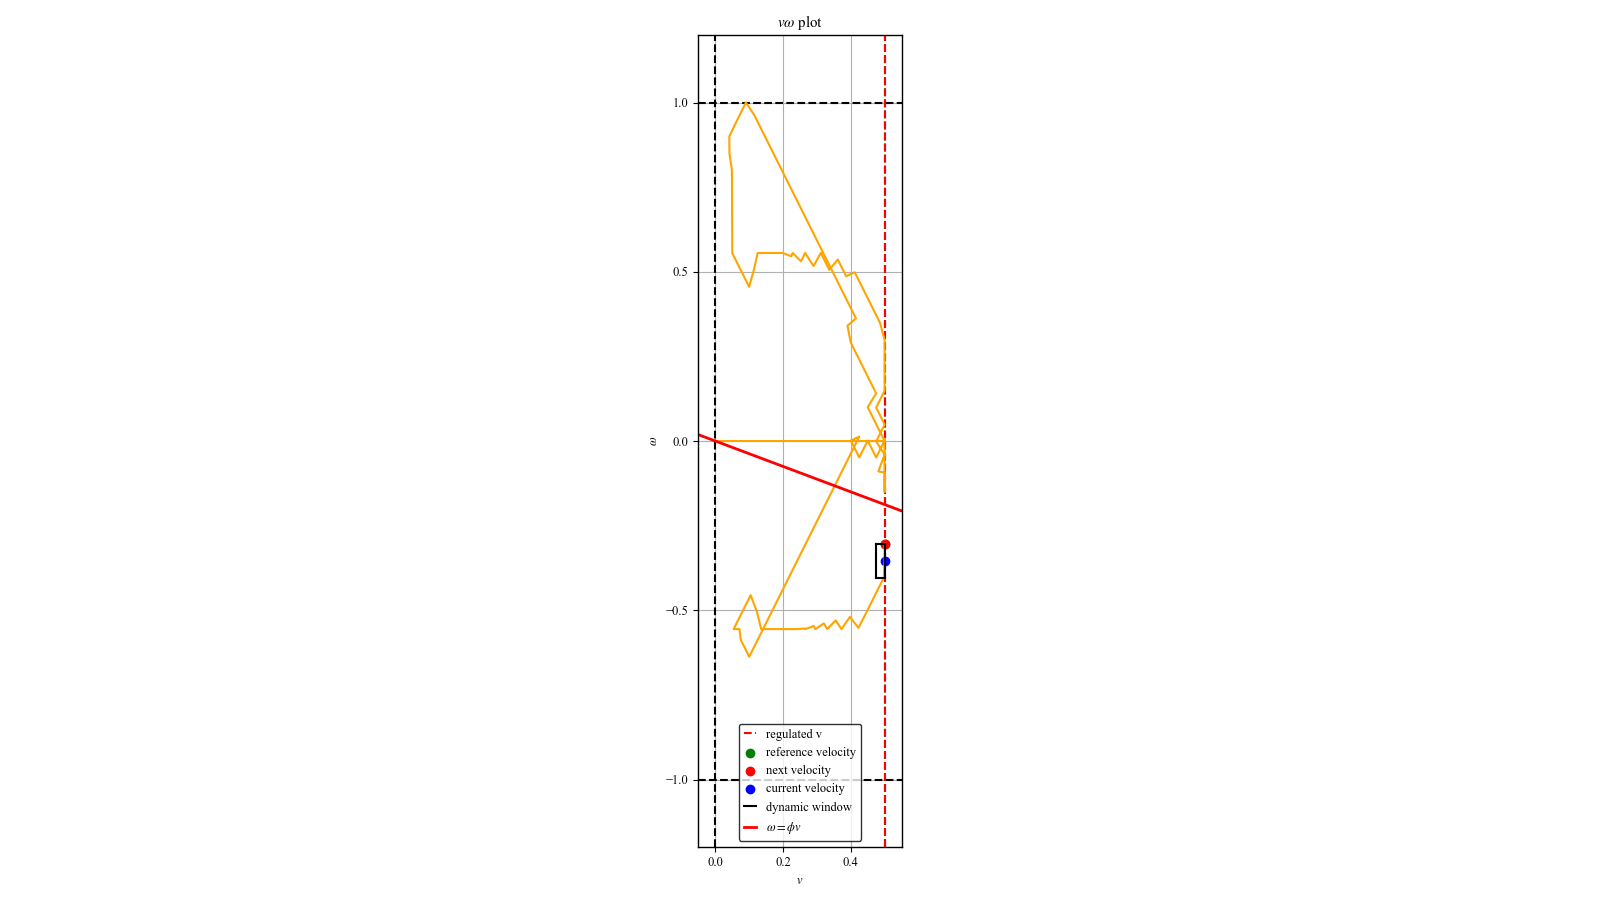 vω plot
1.0
0.5
0.0
−0.5
−1.0
ω
0.0 0.2 0.4
v
regulated v
reference velocity
next velocity
current velocity
dynamic window
ω = ϕv